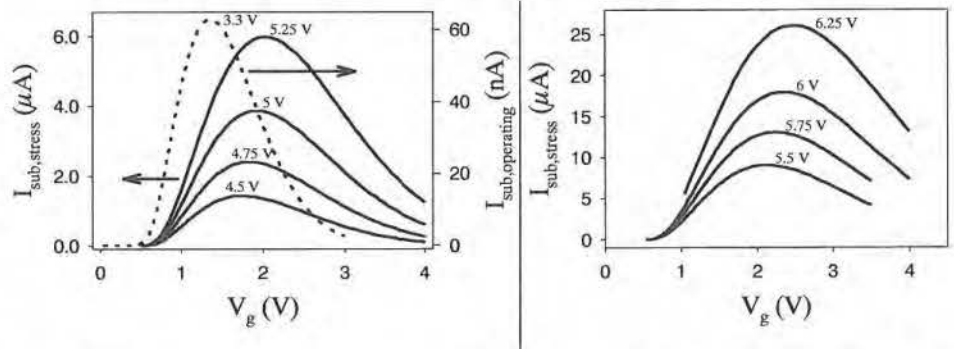 I_sub,stress (μA)
6.0
4.0
2.0
0.0
3.3 V
5.25 V
5 V
4.75 V
4.5 V
60
40
20
0
I_sub,operating (nA)
0 1 2 3 4
V_g (V)
I_sub,stress (μA)
25
20
15
10
5
0
6.25 V
6 V
5.75 V
5.5 V
0 1 2 3 4
V_g (V)